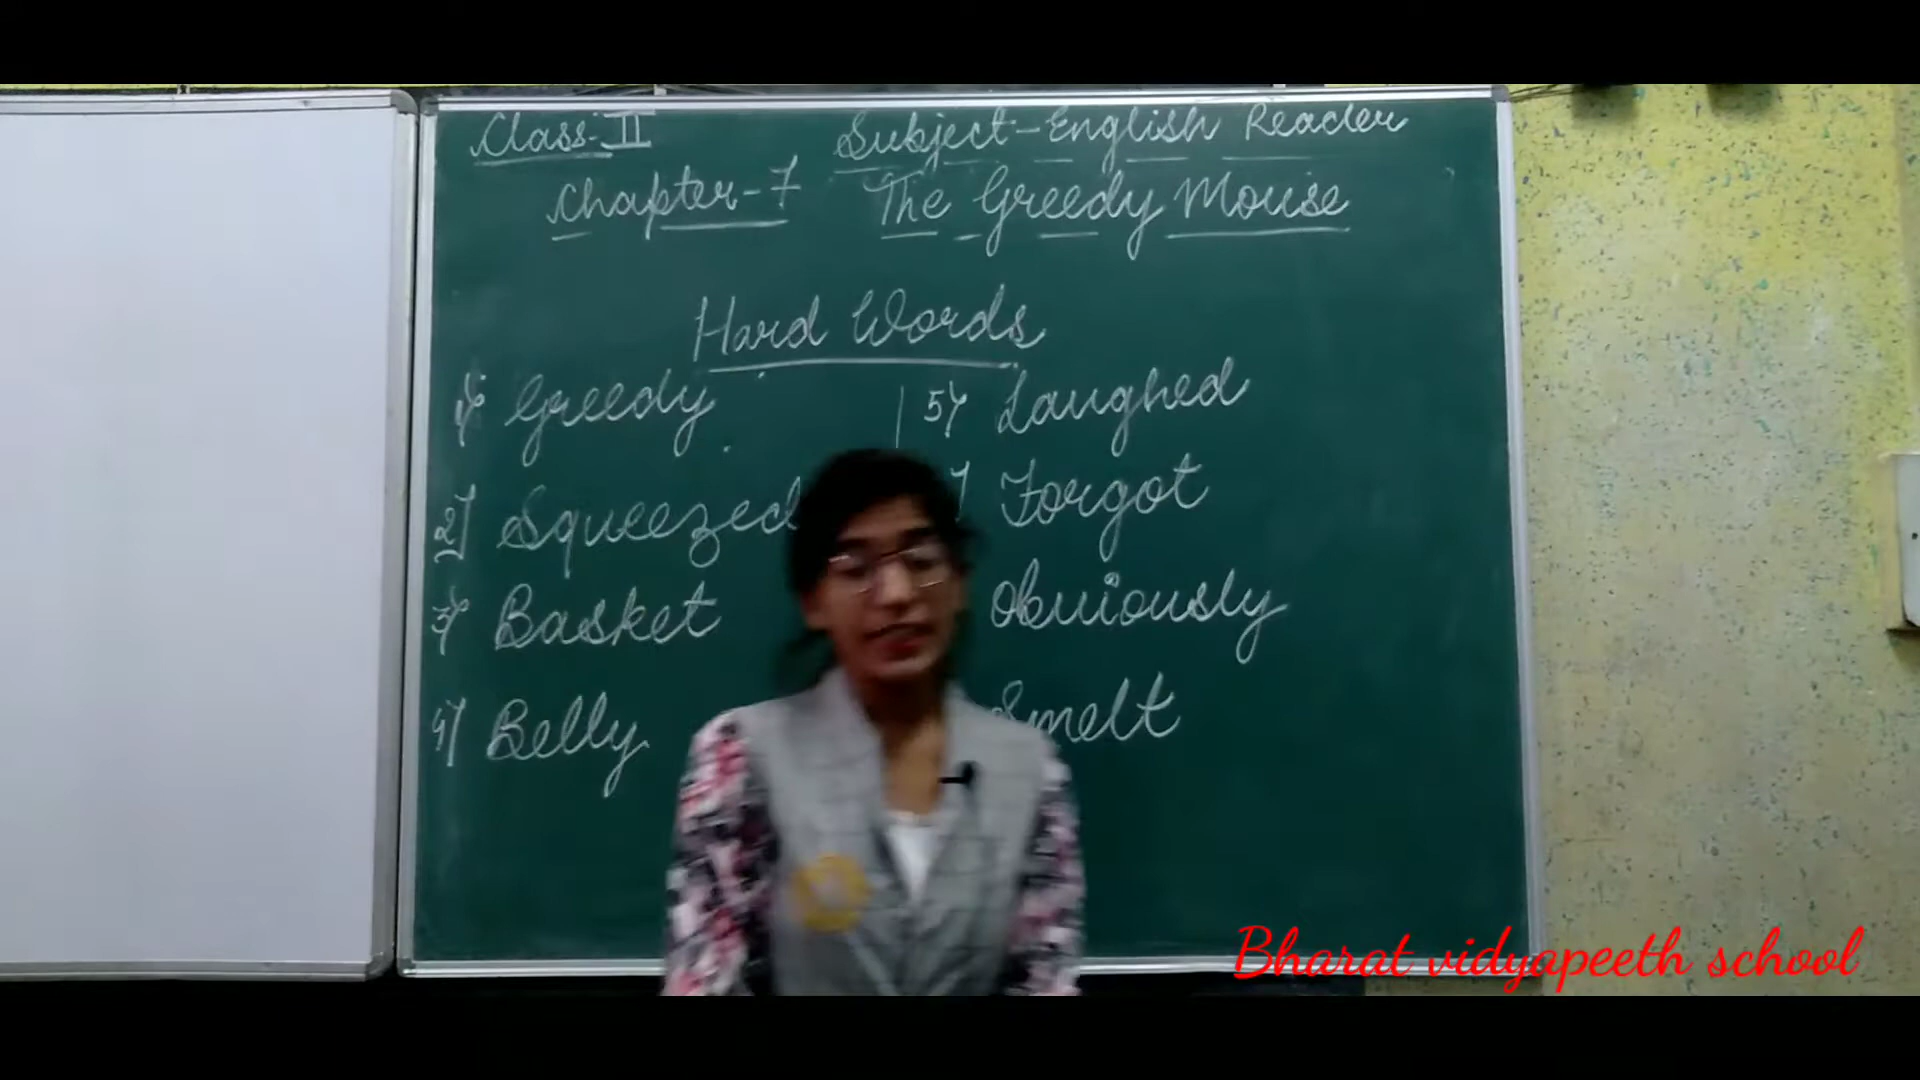 Class-II Subject-English Reader
Chapter-7 The Greedy Mouse
Hard Words
1) Greedy
2) Squeezed
3) Basket
4) Belly
5) Laughed
Forgot
Obviously
Smelt
Bharat vidyapeeth school